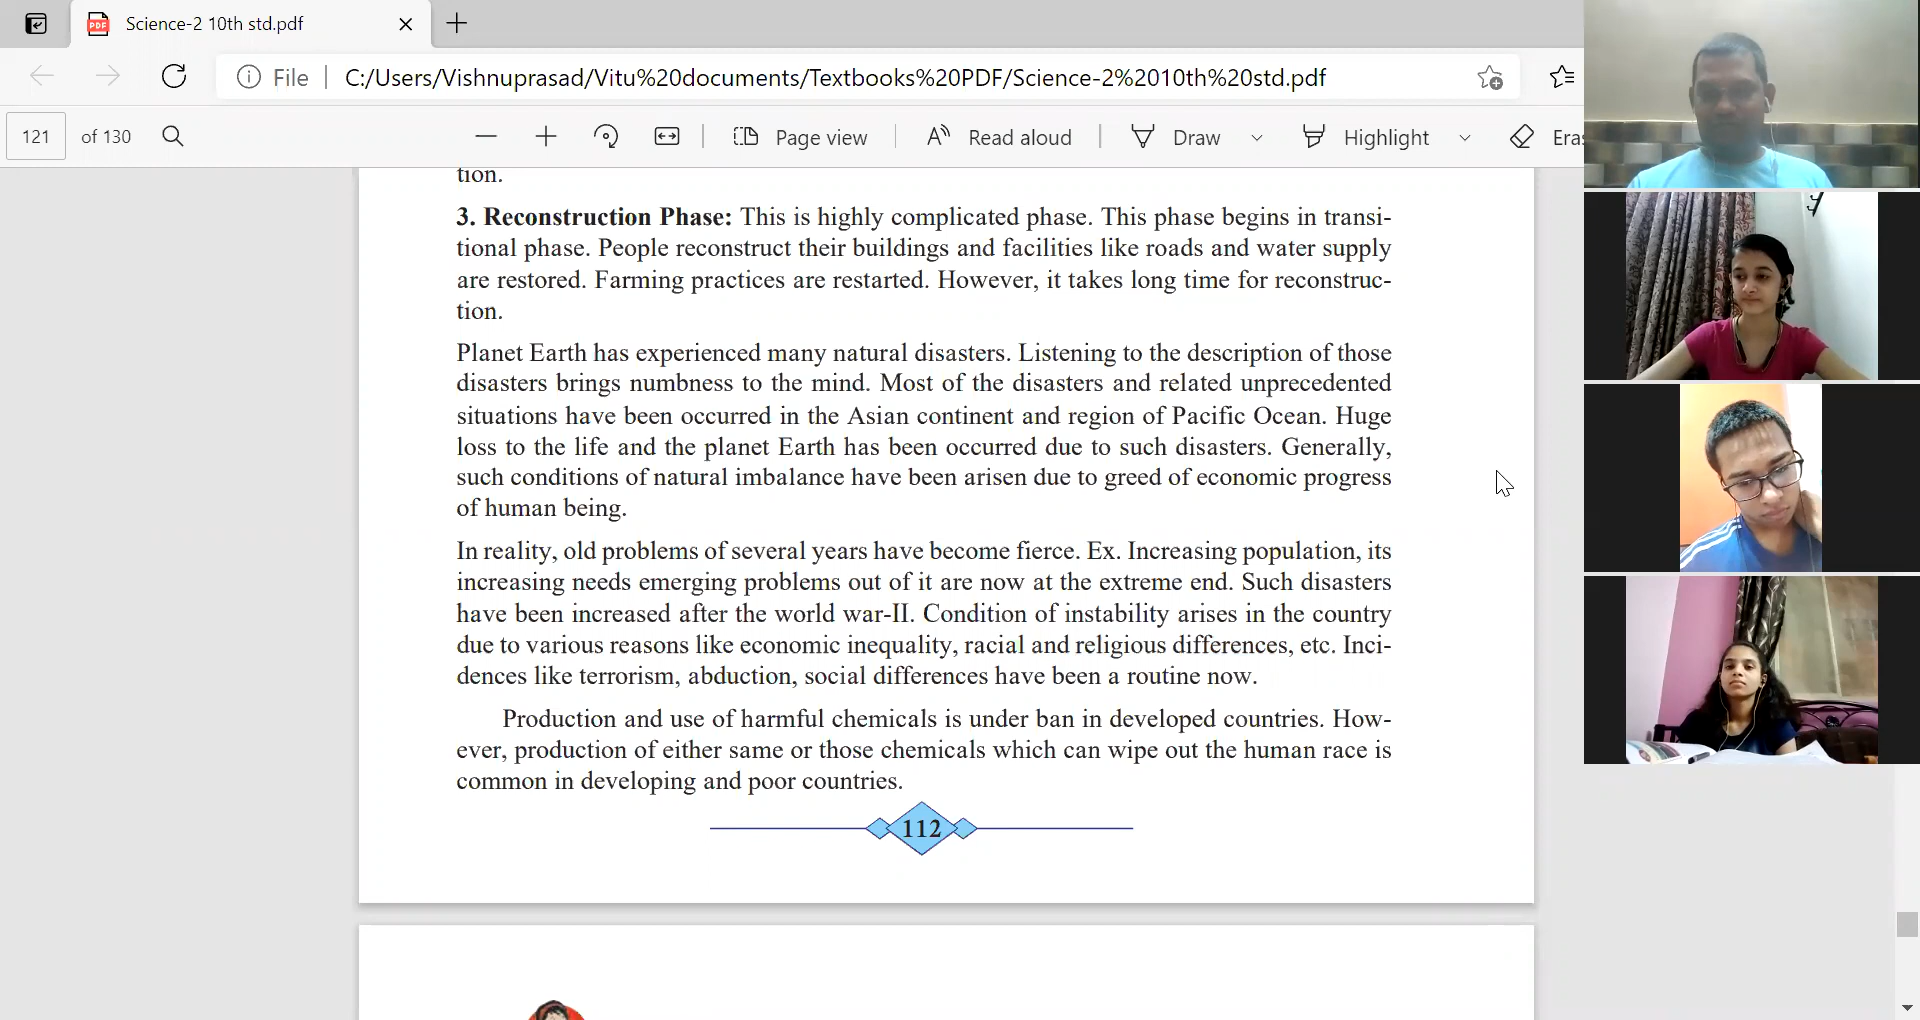 Science-2 10th std.pdf
File
C:/Users/Vishnuprasad/Vitu%20documents/Textbooks%20PDF/Science-2%2010th%20std.pdf
121 of 130
Page view
Read aloud
Draw
Highlight
Eras
tion.
3. Reconstruction Phase: This is highly complicated phase. This phase begins in transi-
tional phase. People reconstruct their buildings and facilities like roads and water supply
are restored. Farming practices are restarted. However, it takes long time for reconstruc-
tion.
Planet Earth has experienced many natural disasters. Listening to the description of those
disasters brings numbness to the mind. Most of the disasters and related unprecedented
situations have been occurred in the Asian continent and region of Pacific Ocean. Huge
loss to the life and the planet Earth has been occurred due to such disasters. Generally,
such conditions of natural imbalance have been arisen due to greed of economic progress
of human being.
In reality, old problems of several years have become fierce. Ex. Increasing population, its
increasing needs emerging problems out of it are now at the extreme end. Such disasters
have been increased after the world war-II. Condition of instability arises in the country
due to various reasons like economic inequality, racial and religious differences, etc. Inci-
dences like terrorism, abduction, social differences have been a routine now.
Production and use of harmful chemicals is under ban in developed countries. How-
ever, production of either same or those chemicals which can wipe out the human race is
common in developing and poor countries.
112